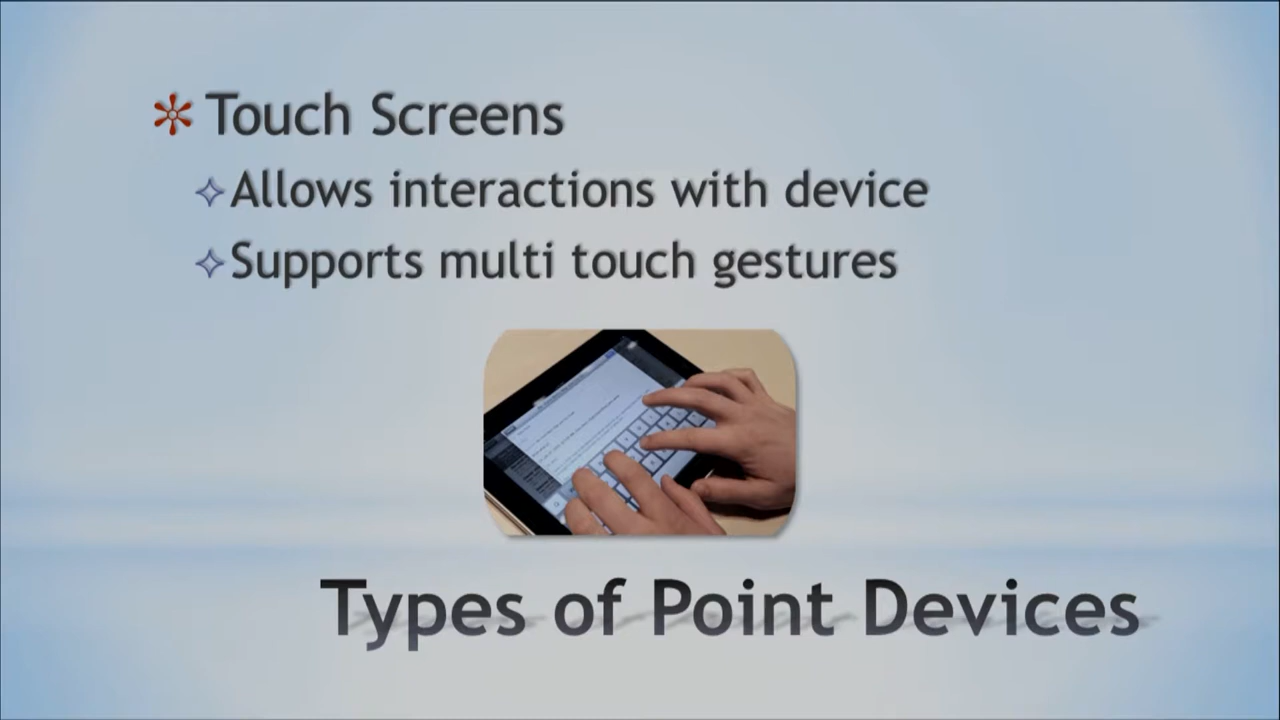 Touch Screens
Allows interactions with device
Supports multi touch gestures
Types of Point Devices